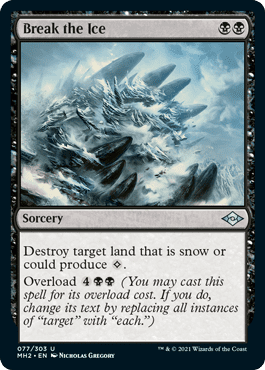 Break the Ice
Sorcery
Destroy target land that is snow or
could produce ◇.
Overload 4 (You may cast this
spell for its overload cost. If you do,
change its text by replacing all instances
of “target” with “each.”)
077/303 U
MH2 • EN NICHOLAS GREGORY
™ & © 2021 Wizards of the Coast